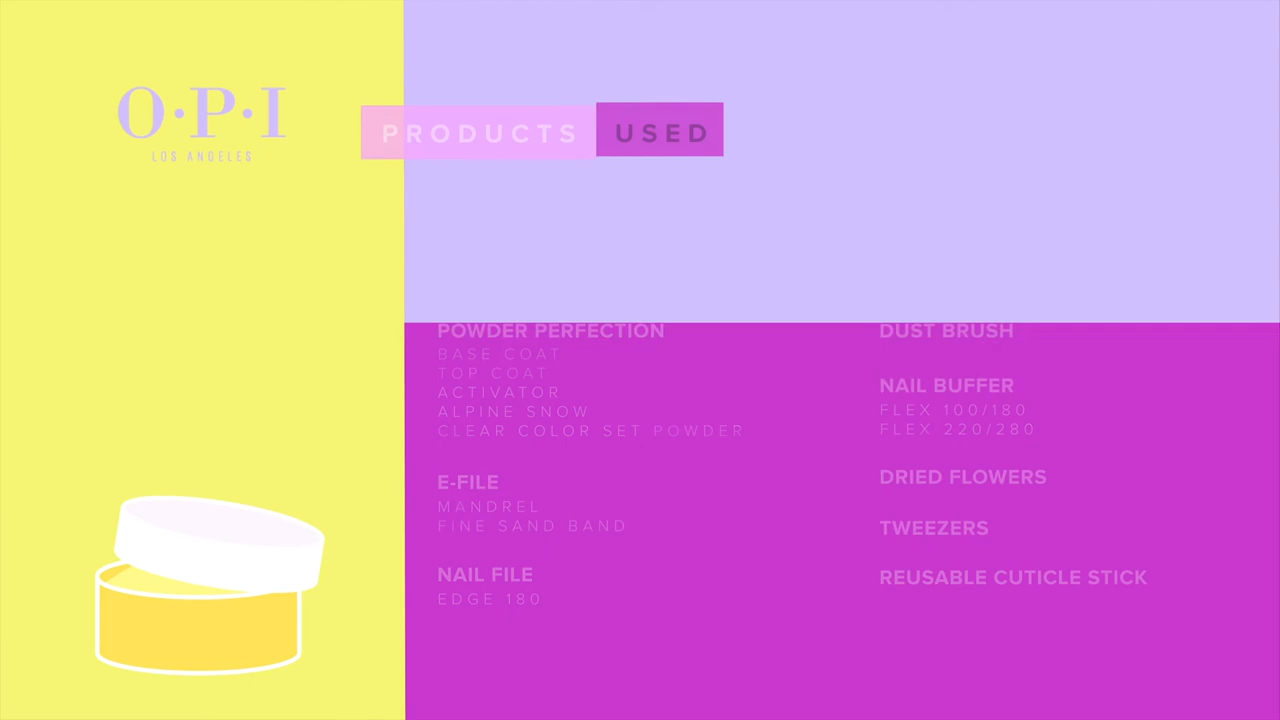 O·P·I
LOS ANGELES
PRODUCTS USED
POWDER PERFECTION
BASE COAT
TOP COAT
ACTIVATOR
ALPINE SNOW
CLEAR COLOR SET POWDER
E-FILE
MANDREL
FINE SAND BAND
NAIL FILE
EDGE 180
DUST BRUSH
NAIL BUFFER
FLEX 100/180
FLEX 220/280
DRIED FLOWERS
TWEEZERS
REUSABLE CUTICLE STICK